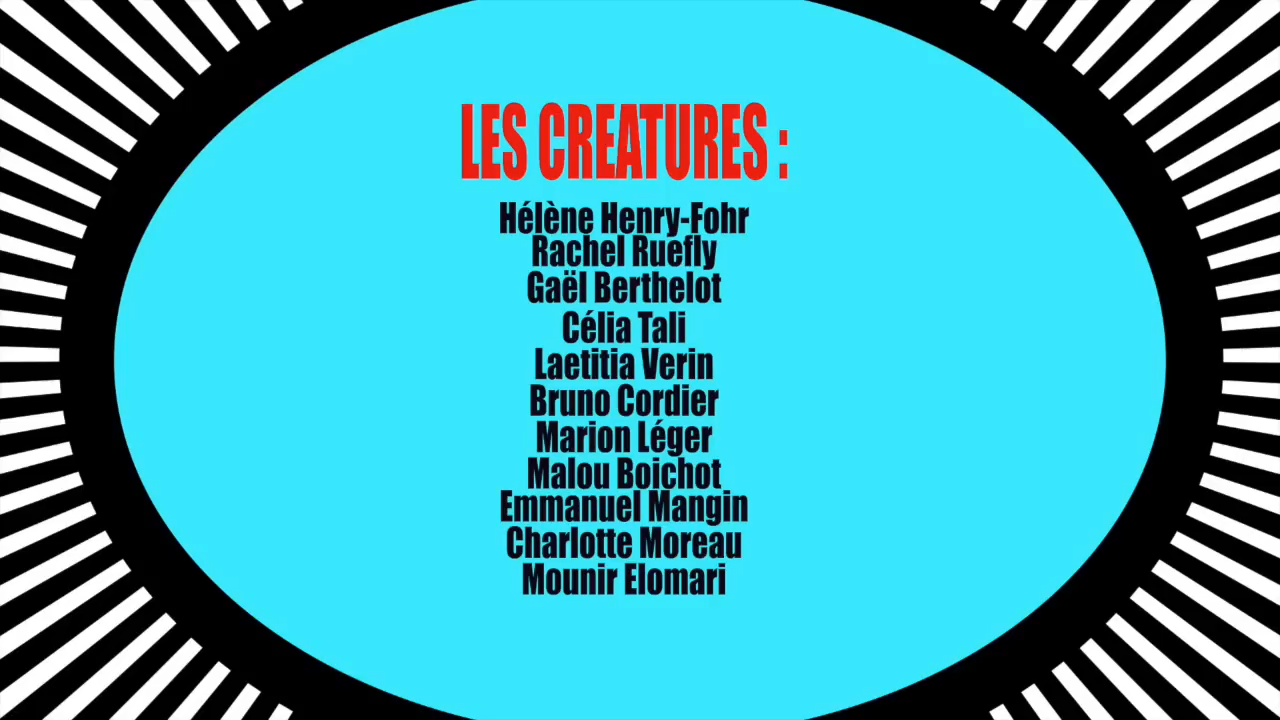 LES CREATURES :
Hélène Henry-Fohr
Rachel Ruefly
Gaël Berthelot
Célia Tali
Laetitia Verin
Bruno Cordier
Marion Léger
Malou Boichot
Emmanuel Mangin
Charlotte Moreau
Mounir Elomari